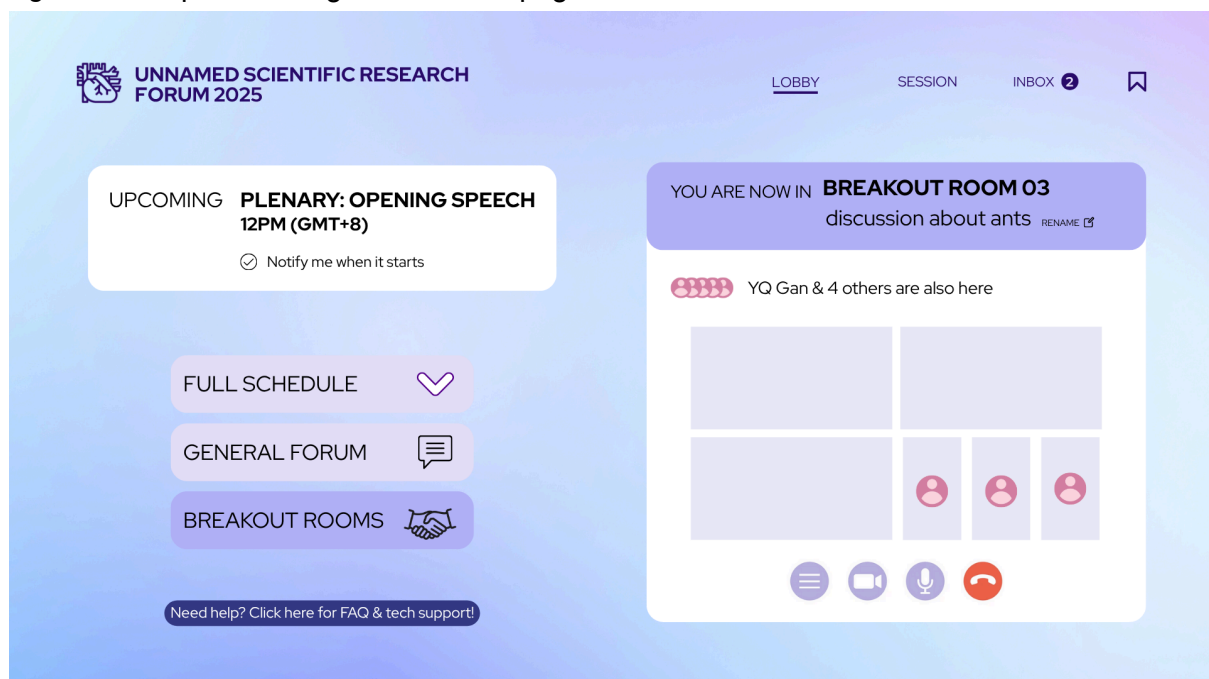 UNNAMED SCIENTIFIC RESEARCH
FORUM 2025
LOBBY
SESSION
INBOX 2
UPCOMING PLENARY: OPENING SPEECH
12PM (GMT+8)
Notify me when it starts
FULL SCHEDULE
GENERAL FORUM
BREAKOUT ROOMS
Need help? Click here for FAQ & tech support!
YOU ARE NOW IN BREAKOUT ROOM 03
discussion about ants RENAME
YQ Gan & 4 others are also here